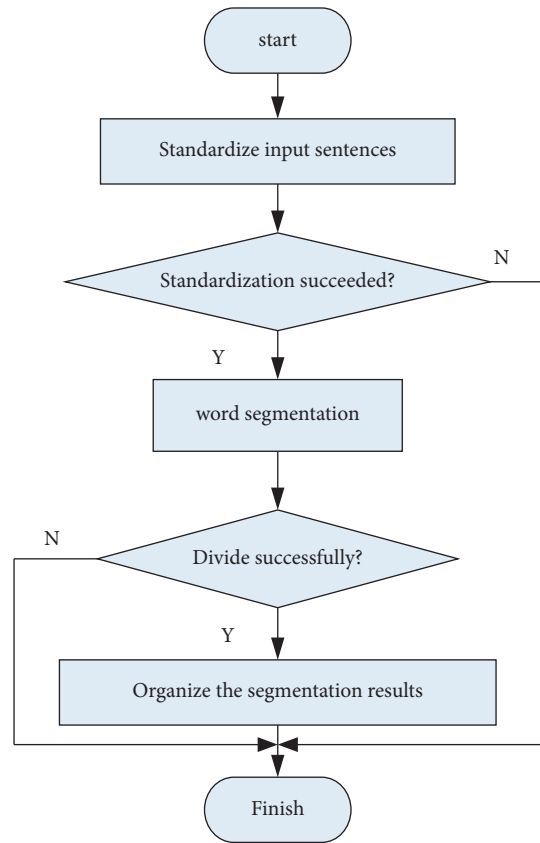 start
Standardize input sentences
Standardization succeeded?
N
Y
word segmentation
N
Divide successfully?
Y
Organize the segmentation results
Finish